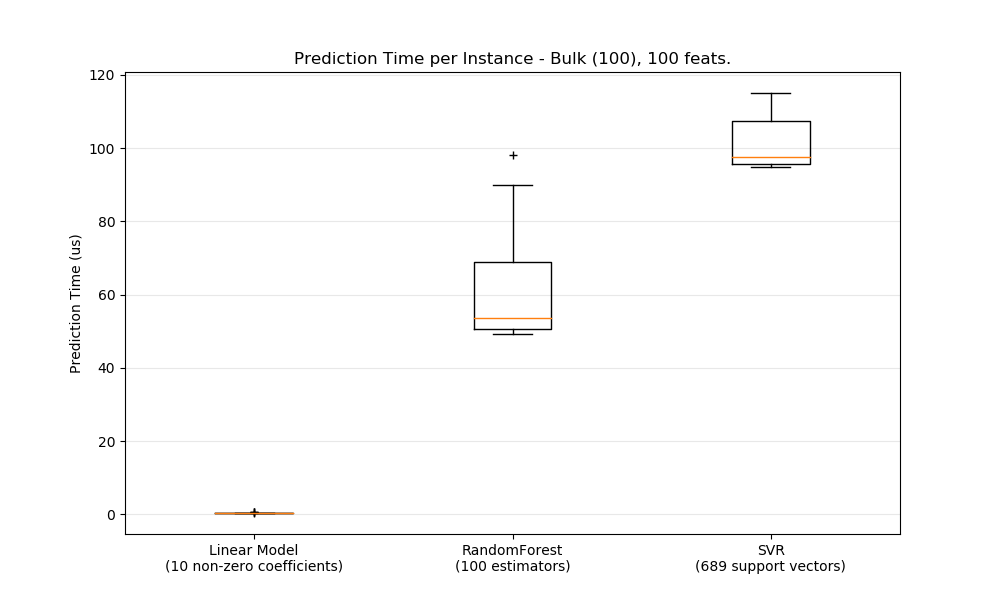 Prediction Time per Instance - Bulk (100), 100 feats.
120
100
80
60
40
20
0
Prediction Time (us)
Linear Model
(10 non-zero coefficients)
RandomForest
(100 estimators)
SVR
(689 support vectors)